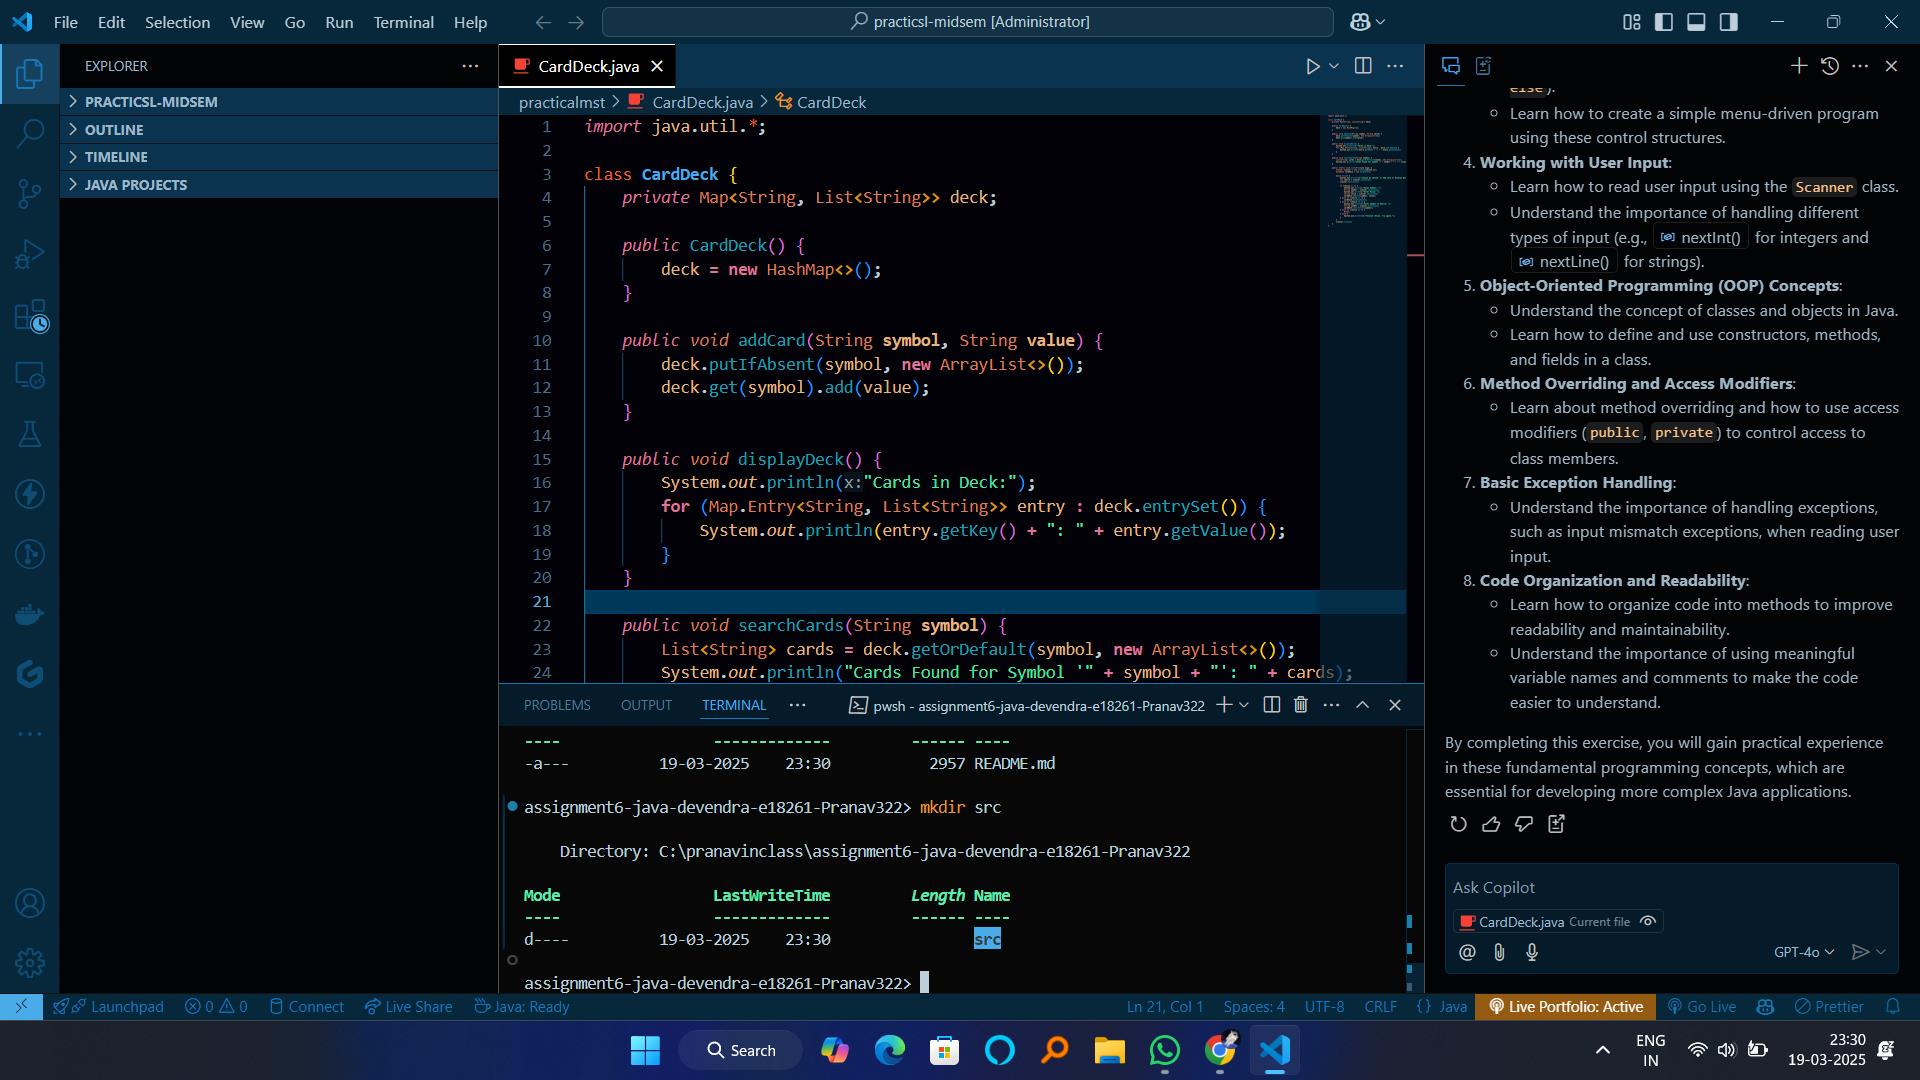 File Edit Selection View Go Run Terminal Help
practicsl-midsem [Administrator]
EXPLORER
PRACTICSL-MIDSEM
OUTLINE
TIMELINE
JAVA PROJECTS
CardDeck.java
practicalmst > CardDeck.java > CardDeck
1 import java.util.*;
2
3 class CardDeck {
4 private Map<String, List<String>> deck;
5
6 public CardDeck() {
7 deck = new HashMap<>();
8 }
9
10 public void addCard(String symbol, String value) {
11 deck.putIfAbsent(symbol, new ArrayList<>());
12 deck.get(symbol).add(value);
13 }
14
15 public void displayDeck() {
16 System.out.println(x:"Cards in Deck:");
17 for (Map.Entry<String, List<String>> entry : deck.entrySet()) {
18 System.out.println(entry.getKey() + ": " + entry.getValue());
19 }
20 }
21
22 public void searchCards(String symbol) {
23 List<String> cards = deck.getOrDefault(symbol, new ArrayList<>());
24 System.out.println("Cards Found for Symbol '" + symbol + "': " + cards);
PROBLEMS OUTPUT TERMINAL
pwsh - assignment6-java-devendra-e18261-Pranav322
---- ------------- ------ ----
-a--- 19-03-2025 23:30 2957 README.md
assignment6-java-devendra-e18261-Pranav322> mkdir src
Directory: C:\pranavinclass\assignment6-java-devendra-e18261-Pranav322
Mode LastWriteTime Length Name
---- ------------- ------ ----
d---- 19-03-2025 23:30 src
assignment6-java-devendra-e18261-Pranav322>
else).
Learn how to create a simple menu-driven program
using these control structures.
4. Working with User Input:
Learn how to read user input using the Scanner class.
Understand the importance of handling different
types of input (e.g., nextInt() for integers and
nextLine() for strings).
5. Object-Oriented Programming (OOP) Concepts:
Understand the concept of classes and objects in Java.
Learn how to define and use constructors, methods,
and fields in a class.
6. Method Overriding and Access Modifiers:
Learn about method overriding and how to use access
modifiers (public, private) to control access to
class members.
7. Basic Exception Handling:
Understand the importance of handling exceptions,
such as input mismatch exceptions, when reading user
input.
8. Code Organization and Readability:
Learn how to organize code into methods to improve
readability and maintainability.
Understand the importance of using meaningful
variable names and comments to make the code
easier to understand.
By completing this exercise, you will gain practical experience
in these fundamental programming concepts, which are
essential for developing more complex Java applications.
Ask Copilot
CardDeck.java Current file
GPT-4o
Launchpad 0 0 Connect Live Share Java: Ready
Ln 21, Col 1 Spaces: 4 UTF-8 CRLF {} Java Live Portfolio: Active Go Live Prettier
Search
ENG
IN
23:30
19-03-2025